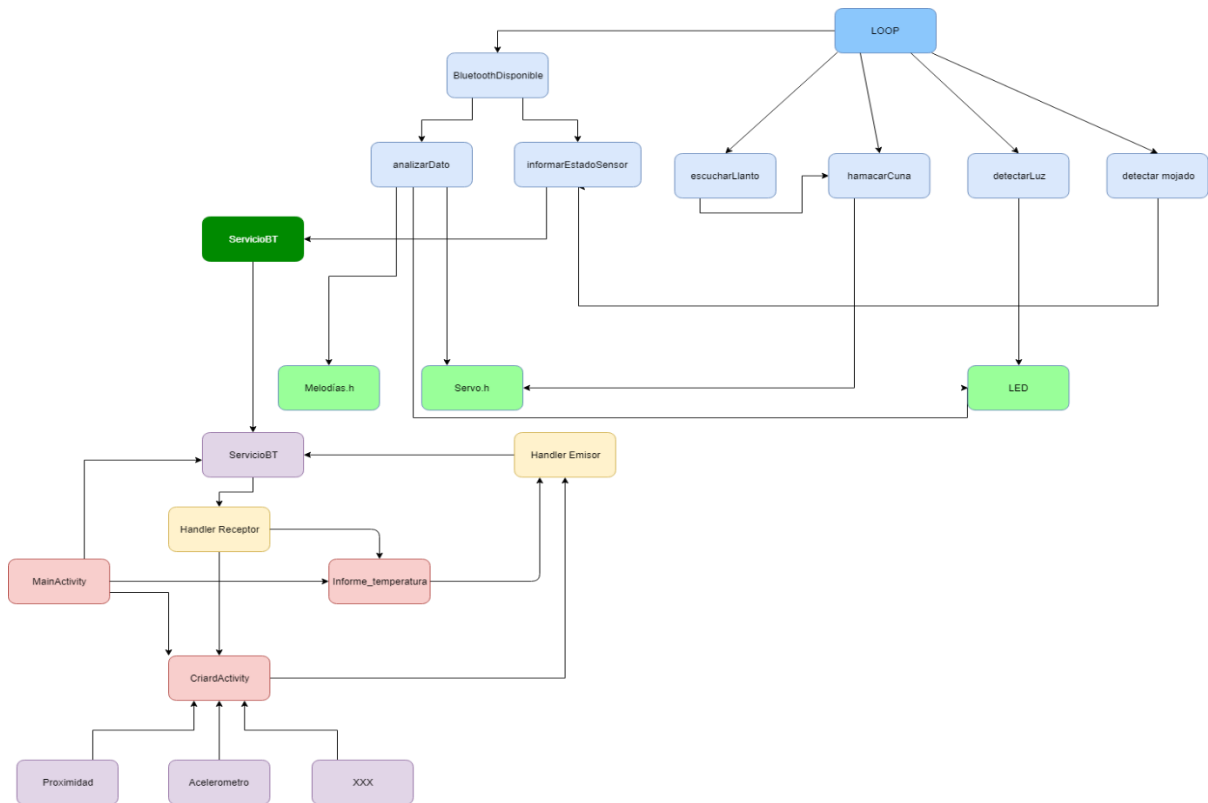 LOOP
BluetoothDisponible
analizarDato
informarEstadoSensor
escucharLlanto
hamacarCuna
detectarLuz
detectar mojado
ServicioBT
Melodías.h
Servo.h
LED
ServicioBT
Handler Emisor
Handler Receptor
MainActivity
Informe_temperatura
CriardActivity
Proximidad
Acelerometro
XXX